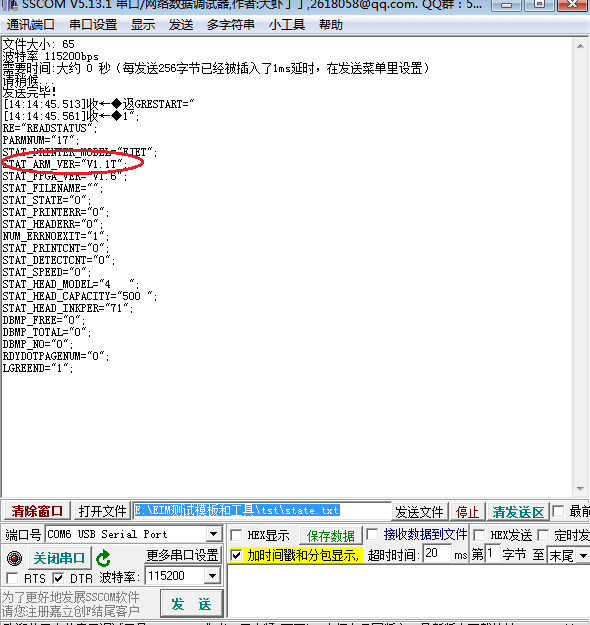 SSCOM V5.13.1 串口/网络数据调试器,作者:大虾丁丁,2618058@qq.com. QQ群: 5...
通讯端口 串口设置 显示 发送 多字符串 小工具 帮助
文件大小: 65
波特率 115200bps
需要时间:大约 0 秒（每发送256字节已经被插入了1ms延时, 在发送菜单里设置）
请稍候...
发送完毕!
[14:14:45.513]收←◆LGRESTART="
[14:14:45.561]收←◆1";
RE="READSTATUS";
PARMNUM="17";
STAT_PRINTER_MODEL="EIET";
STAT_ARM_VER="V1.1T";
STAT_FPGA_VER="V1.6";
STAT_FILENAME="";
STAT_STATE="0";
STAT_PRINTERR="0";
STAT_HEADERR="0";
NUM_ERRNOEXIT="1";
STAT_PRINTCNT="0";
STAT_DETECTCNT="0";
STAT_SPEED="0";
STAT_HEAD_MODEL="4   ";
STAT_HEAD_CAPACITY="500 ";
STAT_HEAD_INKPER="71";
DBMP_FREE="0";
DBMP_TOTAL="0";
DBMP_NO="0";
RDYDOTPAGENUM="0";
LGREEND="1";
清除窗口 打开文件 E:\EIM测试模板和工具\tst\state.txt 发送文件 停止 清发送区 最前
端口号 COM6 USB Serial Port HEX显示 保存数据 接收数据到文件 HEX发送 定时发
关闭串口 更多串口设置 加时间戳和分包显示, 超时时间: 20 ms 第 1 字节 至 末尾
RTS DTR 波特率: 115200
为了更好地发展SSCOM软件
请您注册嘉立创F结尾客户
发 送